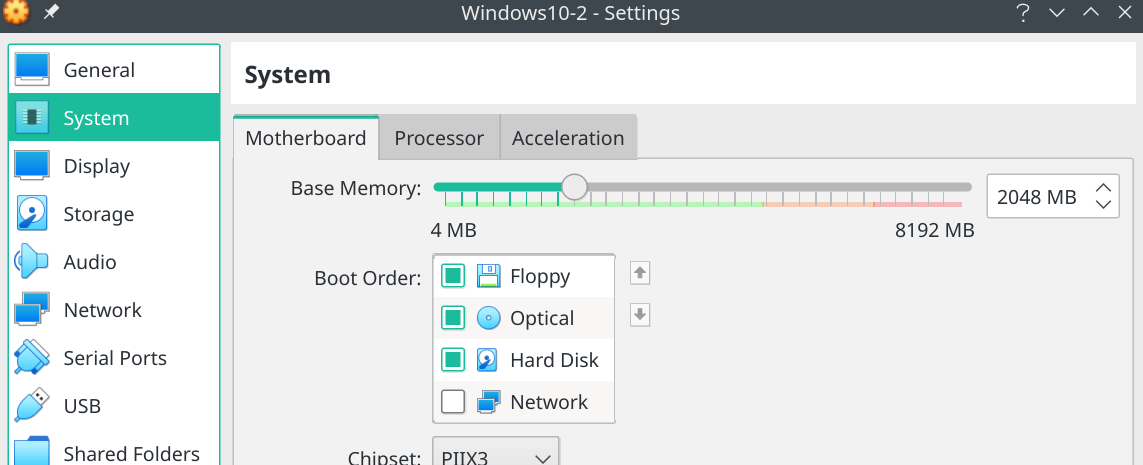 Windows10-2 - Settings
General
System
Display
Storage
Audio
Network
Serial Ports
USB
Shared Folders
System
Motherboard Processor Acceleration
Base Memory: 2048 MB
4 MB 8192 MB
Boot Order: Floppy
Optical
Hard Disk
Network
Chipset: PIIX3